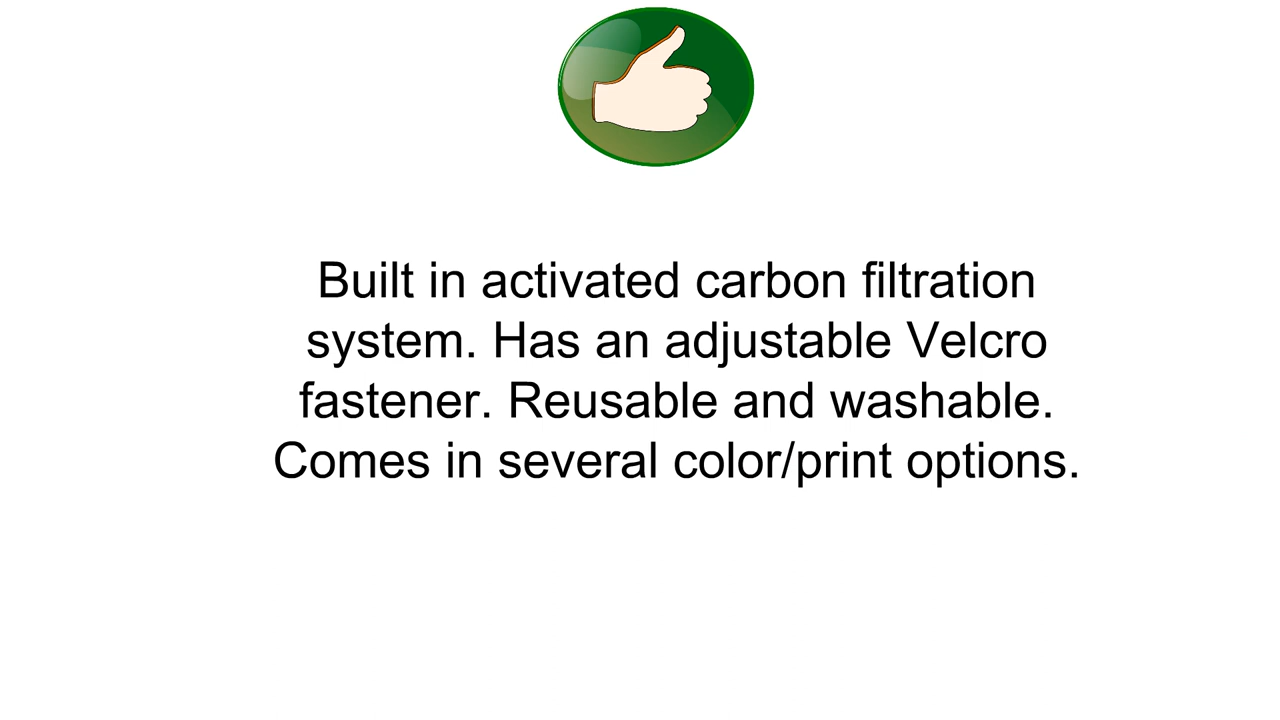 Built in activated carbon filtration
system. Has an adjustable Velcro
fastener. Reusable and washable.
Comes in several color/print options.